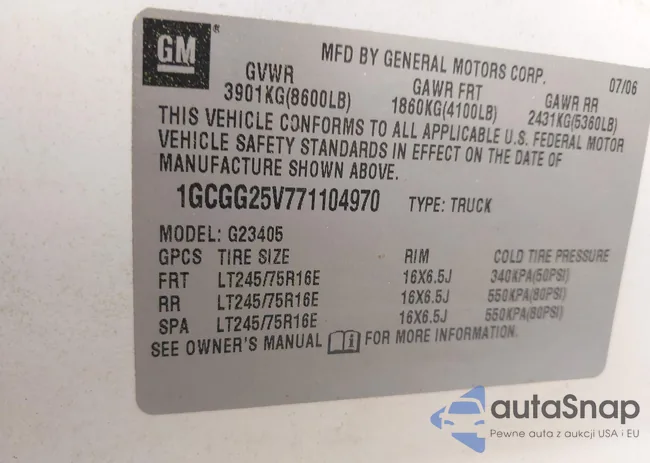 GM®
MFD BY GENERAL MOTORS CORP. 07/06
GVWR GAWR FRT GAWR RR
3901KG(8600LB) 1860KG(4100LB) 2431KG(5360LB)
THIS VEHICLE CONFORMS TO ALL APPLICABLE U.S. FEDERAL MOTOR
VEHICLE SAFETY STANDARDS IN EFFECT ON THE DATE OF
MANUFACTURE SHOWN ABOVE.
1GCGG25V771104970 TYPE: TRUCK
MODEL: G23405
GPCS TIRE SIZE RIM COLD TIRE PRESSURE
FRT LT245/75R16E 16X6.5J 340KPA(50PSI)
RR LT245/75R16E 16X6.5J 550KPA(80PSI)
SPA LT245/75R16E 16X6.5J 550KPA(80PSI)
SEE OWNER'S MANUAL i FOR MORE INFORMATION.
autaSnap
Pewne auta z aukcji USA i EU